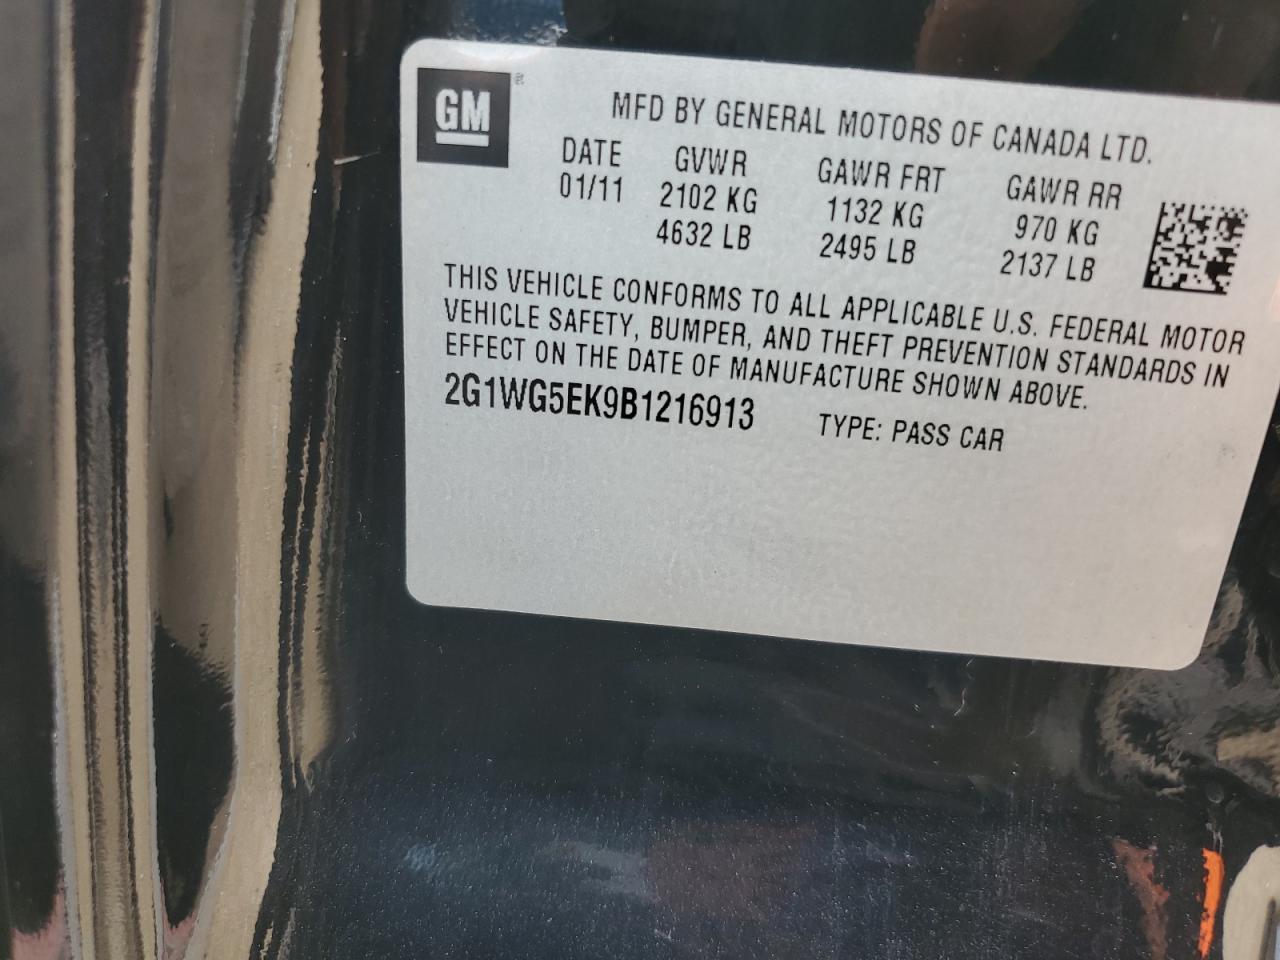 GM®
MFD BY GENERAL MOTORS OF CANADA LTD.
DATE GVWR GAWR FRT GAWR RR
01/11 2102 KG 1132 KG 970 KG
4632 LB 2495 LB 2137 LB
THIS VEHICLE CONFORMS TO ALL APPLICABLE U.S. FEDERAL MOTOR
VEHICLE SAFETY, BUMPER, AND THEFT PREVENTION STANDARDS IN
EFFECT ON THE DATE OF MANUFACTURE SHOWN ABOVE.
2G1WG5EK9B1216913 TYPE: PASS CAR